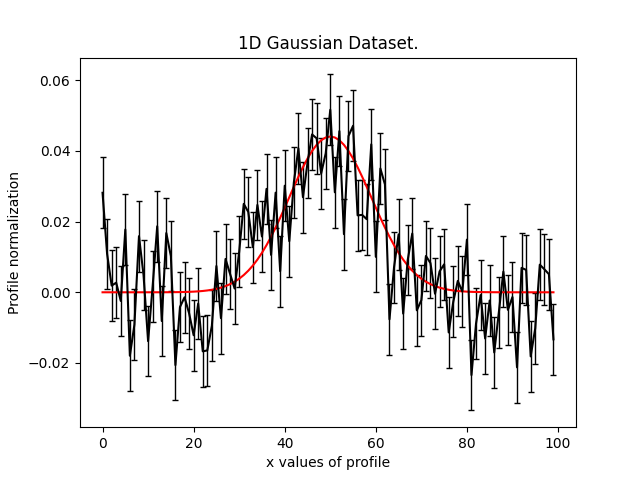 1D Gaussian Dataset.
Profile normalization
0.06
0.04
0.02
0.00
−0.02
0 20 40 60 80 100
x values of profile